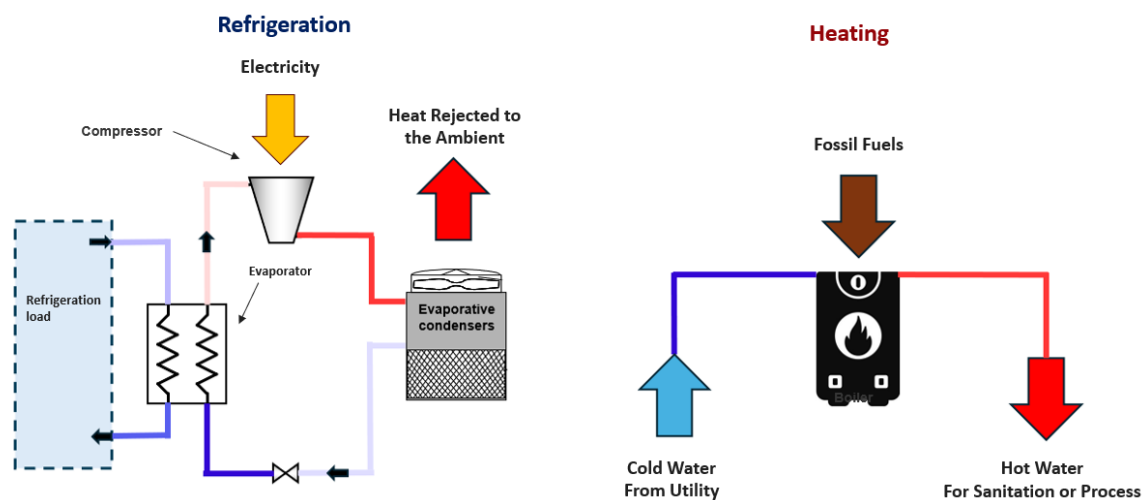 Refrigeration
Electricity
Compressor
Heat Rejected to
the Ambient
Evaporator
Refrigeration
load
Evaporative
condensers
Heating
Fossil Fuels
Boiler
Cold Water
From Utility
Hot Water
For Sanitation or Process